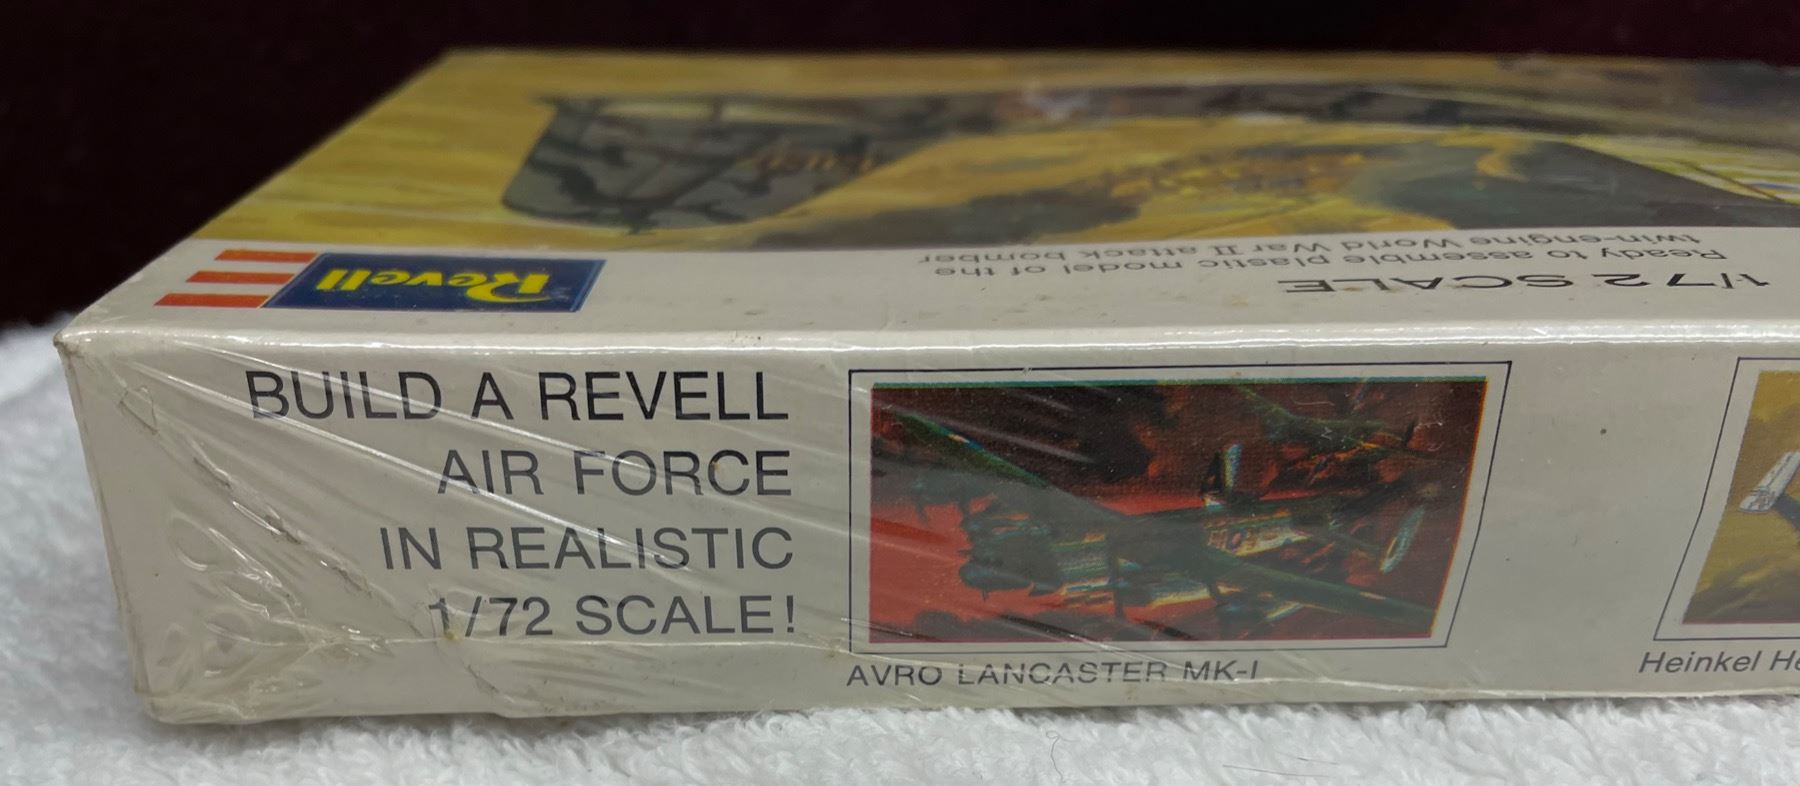 Revell
1/72 SCALE
Ready to assemble plastic model of the
twin-engine World War II attack bomber
BUILD A REVELL
AIR FORCE
IN REALISTIC
1/72 SCALE!
AVRO LANCASTER MK-I
Heinkel He